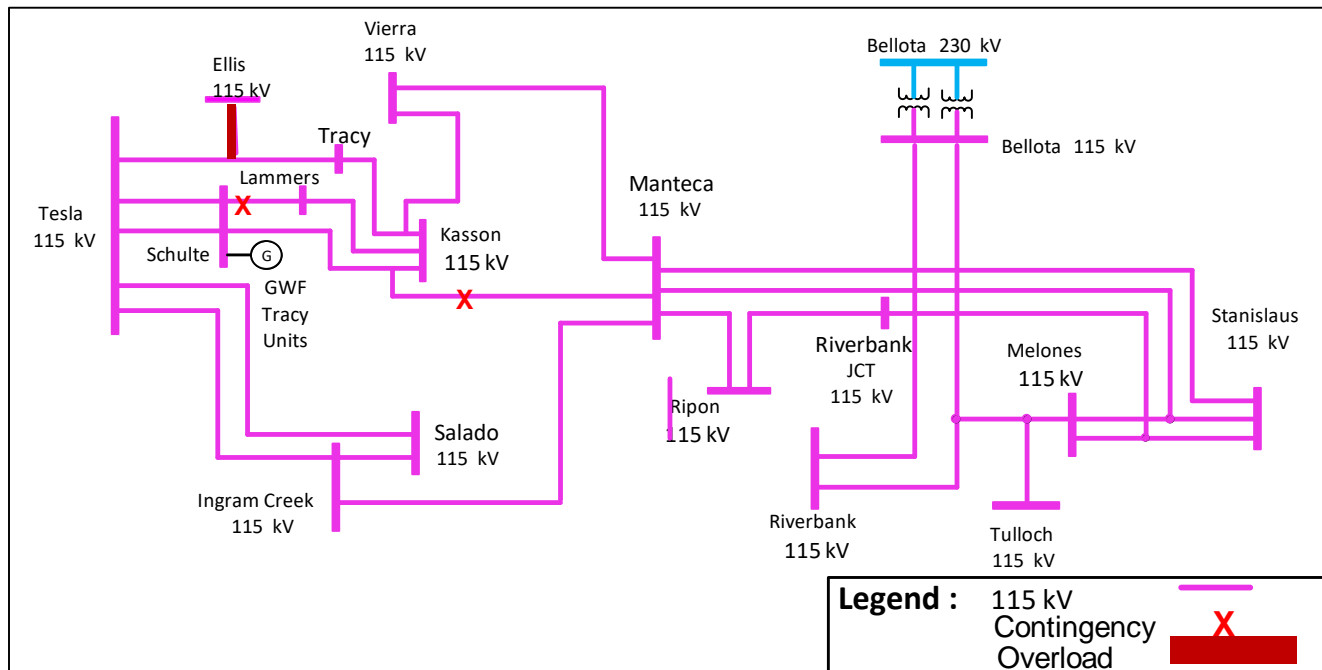 Vierra
115 kV
Bellota 230 kV
Ellis
115 kV
Tracy
Bellota 115 kV
Lammers
X
Manteca
115 kV
Tesla
115 kV
Kasson
115 kV
Schulte
G
GWF
Tracy
Units
X
Stanislaus
115 kV
Riverbank
JCT
115 kV
Melones
115 kV
Ripon
115 kV
Salado
115 kV
Ingram Creek
115 kV
Riverbank
115 kV
Tulloch
115 kV
Legend : 115 kV
Contingency X
Overload